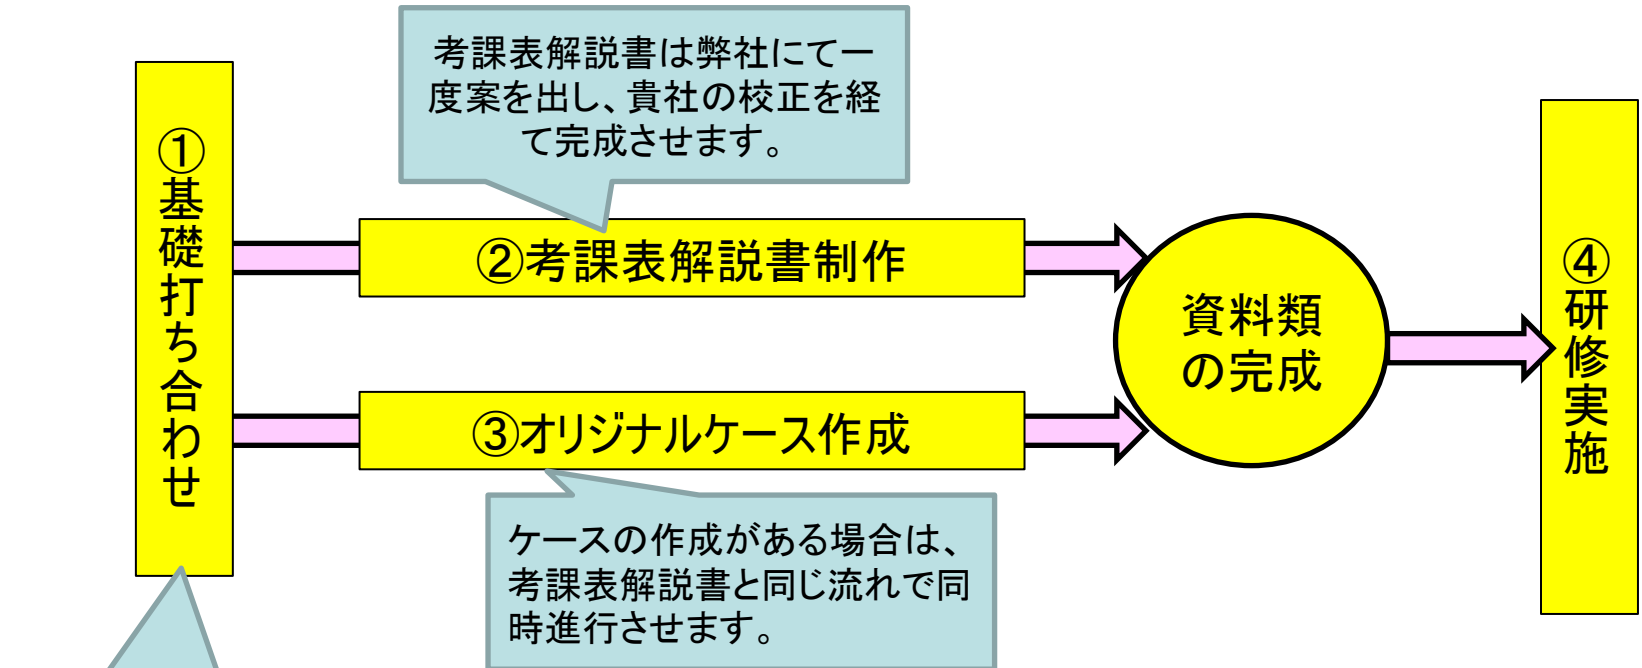 考課表解説書は弊社にて一
度案を出し、貴社の校正を経
て完成させます。
①基礎打ち合わせ
②考課表解説書制作
③オリジナルケース作成
資料類
の完成
④研修実施
ケースの作成がある場合は、
考課表解説書と同じ流れで同
時進行させます。